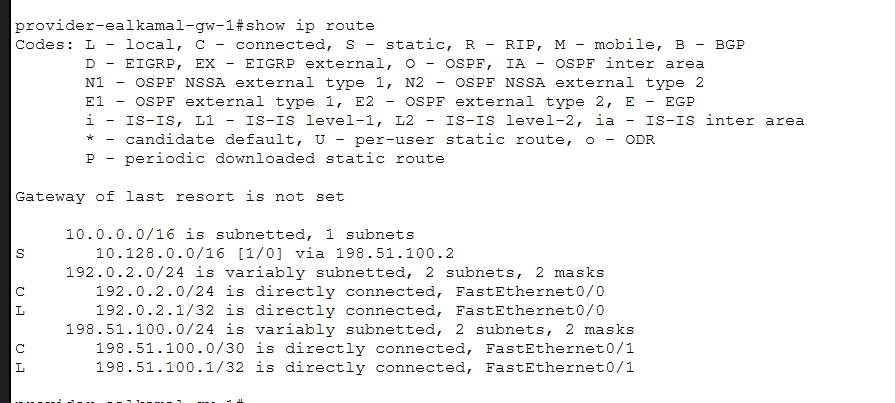 provider-ealkamal-gw-1#show ip route
Codes: L - local, C - connected, S - static, R - RIP, M - mobile, B - BGP
D - EIGRP, EX - EIGRP external, O - OSPF, IA - OSPF inter area
N1 - OSPF NSSA external type 1, N2 - OSPF NSSA external type 2
E1 - OSPF external type 1, E2 - OSPF external type 2, E - EGP
i - IS-IS, L1 - IS-IS level-1, L2 - IS-IS level-2, ia - IS-IS inter area
* - candidate default, U - per-user static route, o - ODR
P - periodic downloaded static route
Gateway of last resort is not set
10.0.0.0/16 is subnetted, 1 subnets
S 10.128.0.0/16 [1/0] via 198.51.100.2
192.0.2.0/24 is variably subnetted, 2 subnets, 2 masks
C 192.0.2.0/24 is directly connected, FastEthernet0/0
L 192.0.2.1/32 is directly connected, FastEthernet0/0
198.51.100.0/24 is variably subnetted, 2 subnets, 2 masks
C 198.51.100.0/30 is directly connected, FastEthernet0/1
L 198.51.100.1/32 is directly connected, FastEthernet0/1